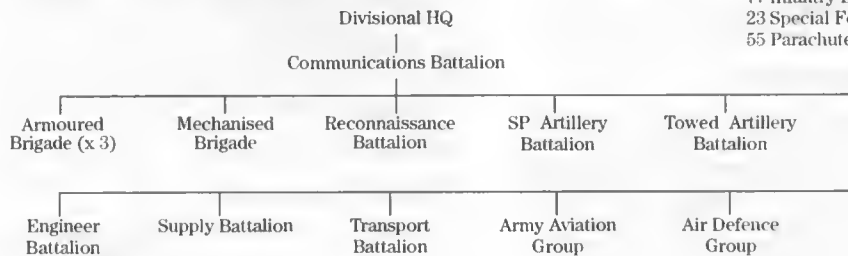 Divisional HQ
23 Special
55 Parachute
Communications Battalion
Armoured
Brigade (x 3)
Mechanised
Brigade
Reconnaissance
Battalion
SP Artillery
Battalion
Towed Artillery
Battalion
Engineer
Battalion
Supply Battalion
Transport
Battalion
Army Aviation
Group
Air Defence
Group